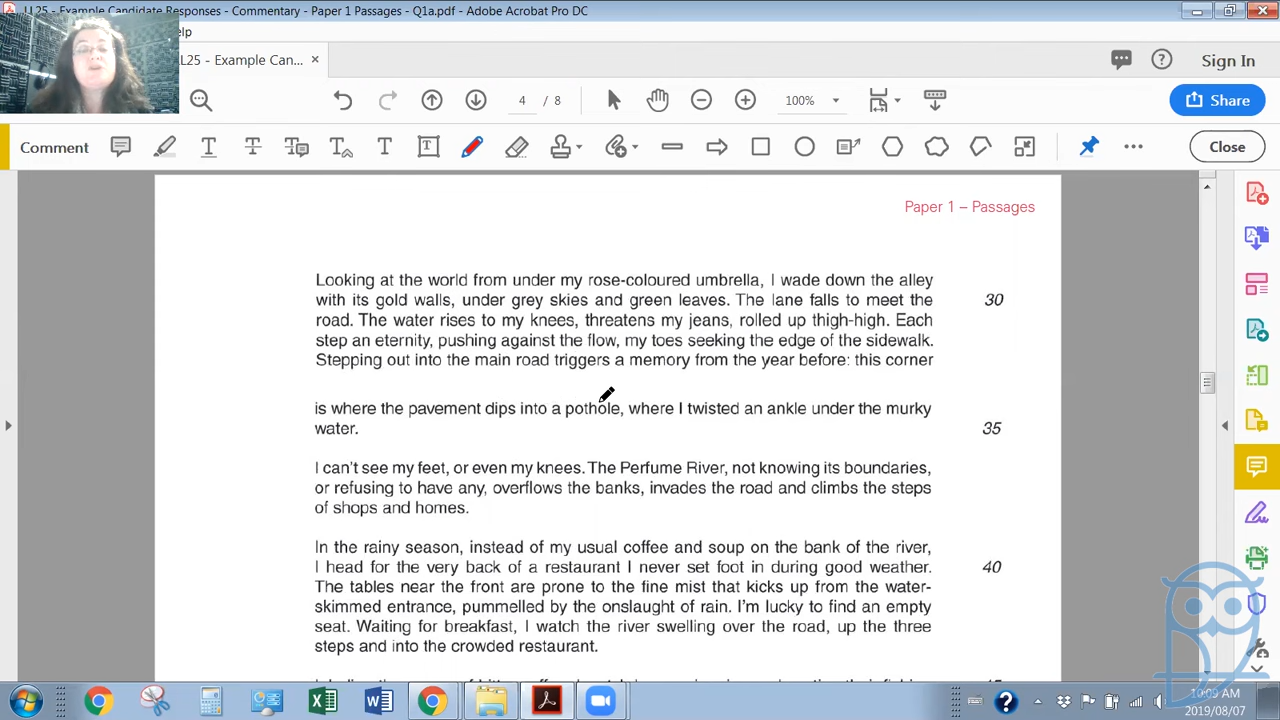 LL25 - Example Candidate Responses - Commentary - Paper 1 Passages - Q1a.pdf - Adobe Acrobat Pro DC
elp
LL25 - Example Can...
4 / 8
100%
Sign In
Share
Comment
Close
Paper 1 – Passages
Looking at the world from under my rose-coloured umbrella, I wade down the alley
with its gold walls, under grey skies and green leaves. The lane falls to meet the 30
road. The water rises to my knees, threatens my jeans, rolled up thigh-high. Each
step an eternity, pushing against the flow, my toes seeking the edge of the sidewalk.
Stepping out into the main road triggers a memory from the year before: this corner
is where the pavement dips into a pothole, where I twisted an ankle under the murky
water. 35
I can't see my feet, or even my knees. The Perfume River, not knowing its boundaries,
or refusing to have any, overflows the banks, invades the road and climbs the steps
of shops and homes.
In the rainy season, instead of my usual coffee and soup on the bank of the river,
I head for the very back of a restaurant I never set foot in during good weather. 40
The tables near the front are prone to the fine mist that kicks up from the water-
skimmed entrance, pummelled by the onslaught of rain. I'm lucky to find an empty
seat. Waiting for breakfast, I watch the river swelling over the road, up the three
steps and into the crowded restaurant.
10:09 AM
2019/08/07